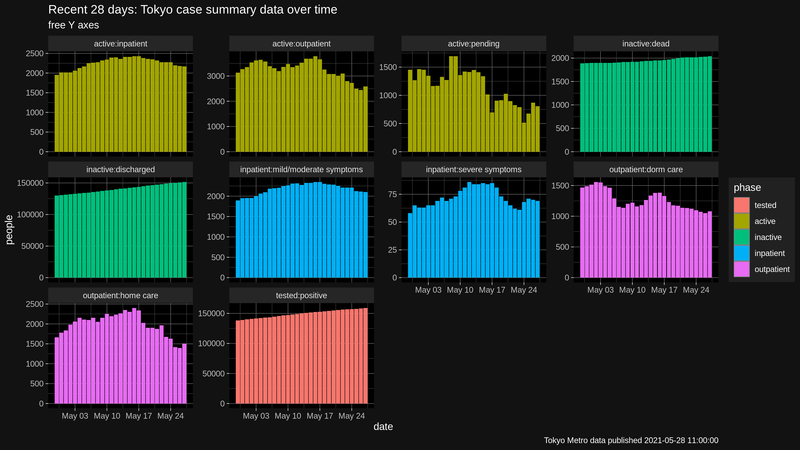 Recent 28 days: Tokyo case summary data over time
free Y axes
active:inpatient
active:outpatient
active:pending
inactive:dead
2500
2000
1500
1000
500
0
3000
2000
1000
0
1500
1000
500
0
2000
1500
1000
500
0
inactive:discharged
inpatient:mild/moderate symptoms
inpatient:severe symptoms
outpatient:dorm care
150000
100000
50000
0
2000
1500
1000
500
0
75
50
25
0
1500
1000
500
0
May 03 May 10 May 17 May 24
May 03 May 10 May 17 May 24
outpatient:home care
tested:positive
2500
2000
1500
1000
500
0
150000
100000
50000
0
May 03 May 10 May 17 May 24
May 03 May 10 May 17 May 24
people
date
phase
tested
active
inactive
inpatient
outpatient
Tokyo Metro data published 2021-05-28 11:00:00